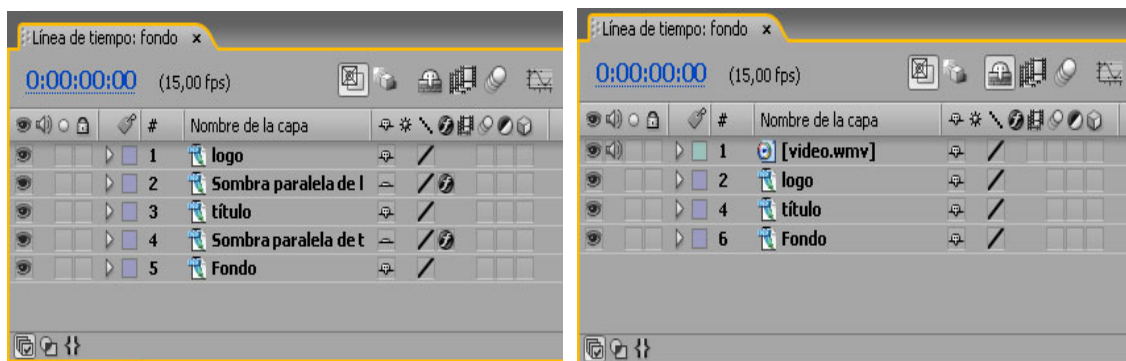 Línea de tiempo: fondo x
0:00:00:00 (15,00 fps)
# Nombre de la capa
1 logo
2 Sombra paralela de l
3 título
4 Sombra paralela de t
5 Fondo
Línea de tiempo: fondo x
0:00:00:00 (15,00 fps)
# Nombre de la capa
1 [video.wmv]
2 logo
4 título
6 Fondo